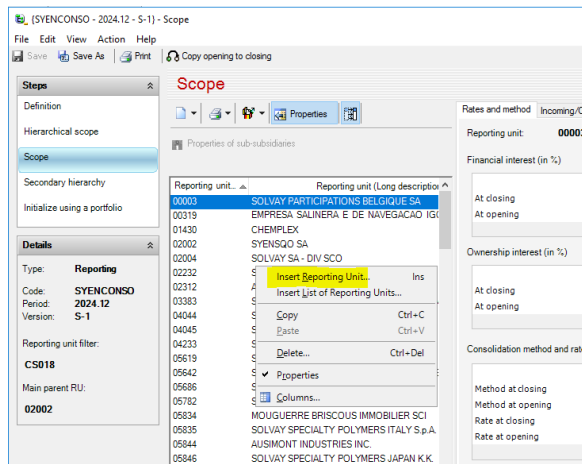 (SYENCONSO - 2024.12 - S-1) - Scope
File Edit View Action Help
Save Save As Print Copy opening to closing
Steps
Definition
Hierarchical scope
Scope
Secondary hierarchy
Initialize using a portfolio
Details
Type: Reporting
Code: SYENCONSO
Period: 2024.12
Version: S-1
Reporting unit filter:
CS018
Main parent RU:
02002
Scope
Properties
Properties of sub-subsidiaries
Reporting unit... Reporting unit (Long description
00003 SOLVAY PARTICIPATIONS BELGIQUE SA
00319 EMPRESA SALINERA E DE NAVEGACAO IG
01430 CHEMPLEX
02002 SYENSQO SA
02004 SOLVAY SA - DIV SCO
02232
02312
03383
04044
04045
04233
05619
05642
05686
05782
05834 MOUGUERRE BRISCOUS IMMOBILIER SCI
05835 SOLVAY SPECIALTY POLYMERS ITALY S.p.A.
05844 AUSIMONT INDUSTRIES INC.
05846 SOLVAY SPECIALTY POLYMERS JAPAN K.K.
Insert Reporting Unit... Ins
Insert List of Reporting Units...
Copy Ctrl+C
Paste Ctrl+V
Delete... Ctrl+Del
Properties
Columns...
Rates and method Incoming/O
Reporting unit: 00003
Financial interest (in %)
At closing
At opening
Ownership interest (in %)
At closing
At opening
Consolidation method and rate
Method at closing
Method at opening
Rate at closing
Rate at opening